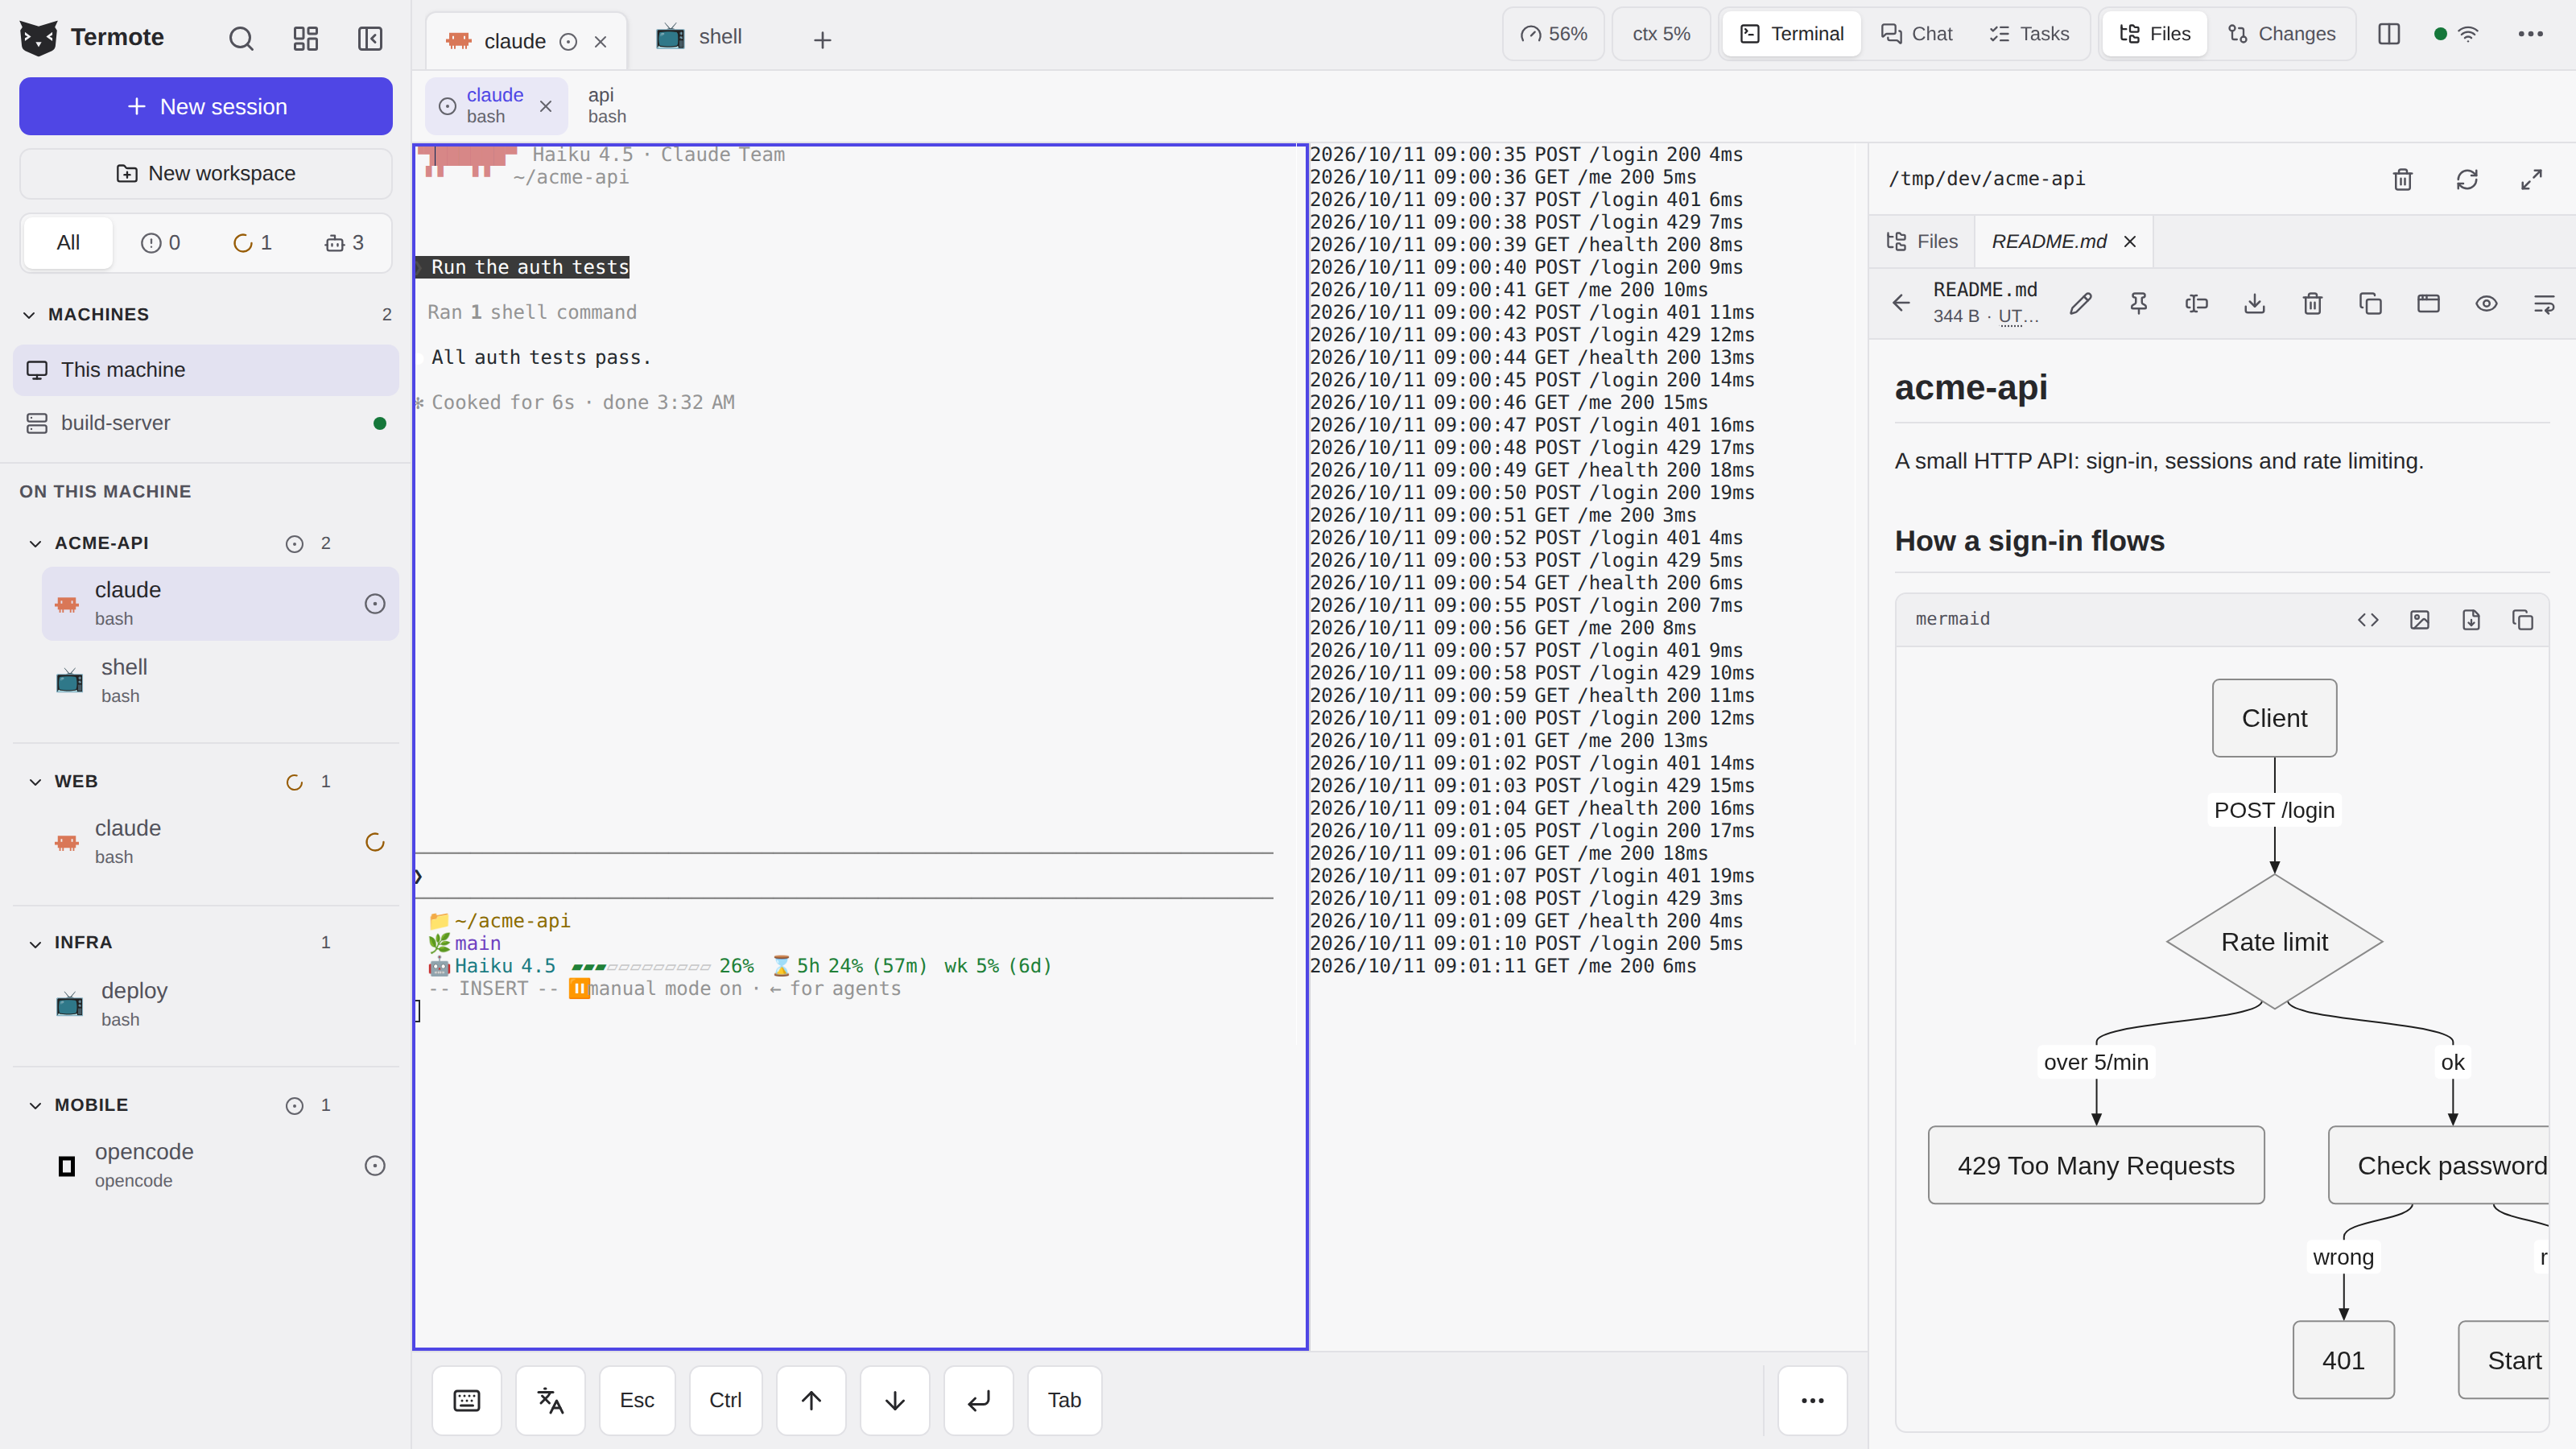 Termote
New session
New workspace
All
0
1
3
MACHINES
2
This machine
build-server
ON THIS MACHINE
ACME-API
2
claude
bash
shell
bash
WEB
1
claude
bash
INFRA
1
deploy
bash
MOBILE
1
opencode
opencode
claude
shell
56%
ctx 5%
Terminal
Chat
Tasks
Files
Changes
claude
bash
api
bash
Haiku 4.5 · Claude Team
~/acme-api
Run the auth tests
Ran 1 shell command
All auth tests pass.
✻ Cooked for 6s · done 3:32 AM
❯
~/acme-api
main
Haiku 4.5 26% 5h 24% (57m) wk 5% (6d)
-- INSERT -- manual mode on · ← for agents
2026/10/11 09:00:35 POST /login 200 4ms
2026/10/11 09:00:36 GET /me 200 5ms
2026/10/11 09:00:37 POST /login 401 6ms
2026/10/11 09:00:38 POST /login 429 7ms
2026/10/11 09:00:39 GET /health 200 8ms
2026/10/11 09:00:40 POST /login 200 9ms
2026/10/11 09:00:41 GET /me 200 10ms
2026/10/11 09:00:42 POST /login 401 11ms
2026/10/11 09:00:43 POST /login 429 12ms
2026/10/11 09:00:44 GET /health 200 13ms
2026/10/11 09:00:45 POST /login 200 14ms
2026/10/11 09:00:46 GET /me 200 15ms
2026/10/11 09:00:47 POST /login 401 16ms
2026/10/11 09:00:48 POST /login 429 17ms
2026/10/11 09:00:49 GET /health 200 18ms
2026/10/11 09:00:50 POST /login 200 19ms
2026/10/11 09:00:51 GET /me 200 3ms
2026/10/11 09:00:52 POST /login 401 4ms
2026/10/11 09:00:53 POST /login 429 5ms
2026/10/11 09:00:54 GET /health 200 6ms
2026/10/11 09:00:55 POST /login 200 7ms
2026/10/11 09:00:56 GET /me 200 8ms
2026/10/11 09:00:57 POST /login 401 9ms
2026/10/11 09:00:58 POST /login 429 10ms
2026/10/11 09:00:59 GET /health 200 11ms
2026/10/11 09:01:00 POST /login 200 12ms
2026/10/11 09:01:01 GET /me 200 13ms
2026/10/11 09:01:02 POST /login 401 14ms
2026/10/11 09:01:03 POST /login 429 15ms
2026/10/11 09:01:04 GET /health 200 16ms
2026/10/11 09:01:05 POST /login 200 17ms
2026/10/11 09:01:06 GET /me 200 18ms
2026/10/11 09:01:07 POST /login 401 19ms
2026/10/11 09:01:08 POST /login 429 3ms
2026/10/11 09:01:09 GET /health 200 4ms
2026/10/11 09:01:10 POST /login 200 5ms
2026/10/11 09:01:11 GET /me 200 6ms
Esc
Ctrl
Tab
/tmp/dev/acme-api
Files
README.md
README.md
344 B · UT…
acme-api
A small HTTP API: sign-in, sessions and rate limiting.
How a sign-in flows
mermaid
Client
POST /login
Rate limit
over 5/min
ok
429 Too Many Requests
Check password
wrong
r
401
Start